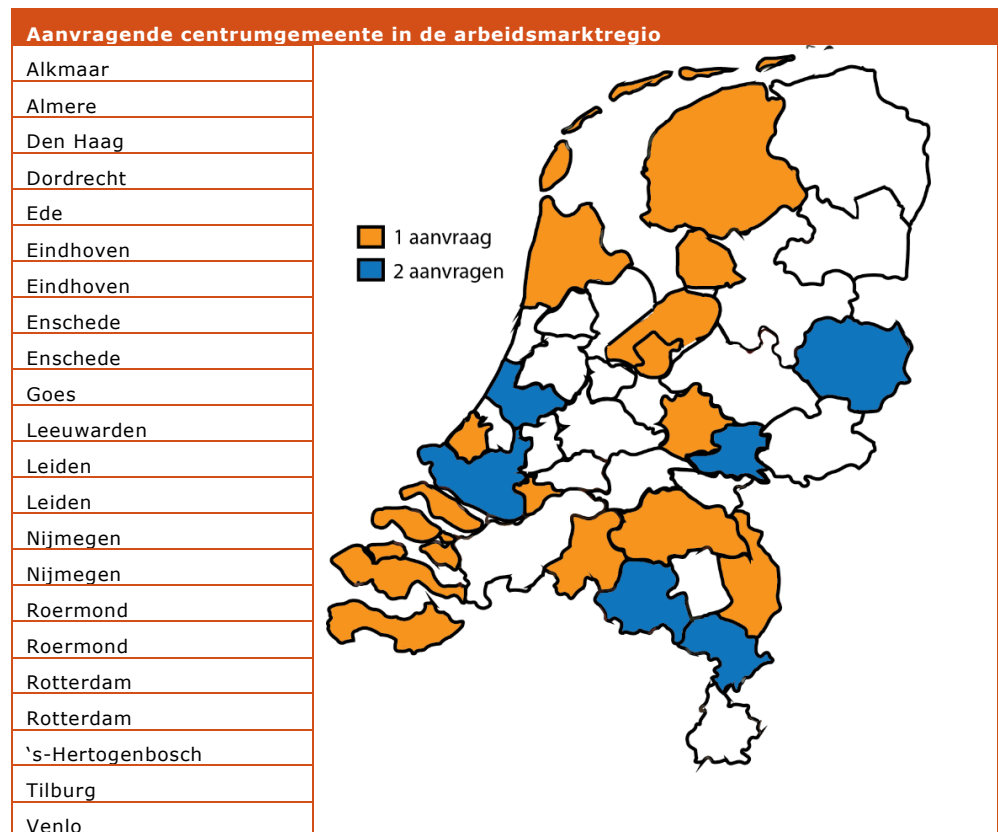 Aanvragende centrumgemeente in de arbeidsmarktregio
Alkmaar
Almere
Den Haag
Dordrecht
Ede
Eindhoven
Eindhoven
Enschede
Enschede
Goes
Leeuwarden
Leiden
Leiden
Nijmegen
Nijmegen
Roermond
Roermond
Rotterdam
Rotterdam
‘s-Hertogenbosch
Tilburg
Venlo
1 aanvraag
2 aanvragen